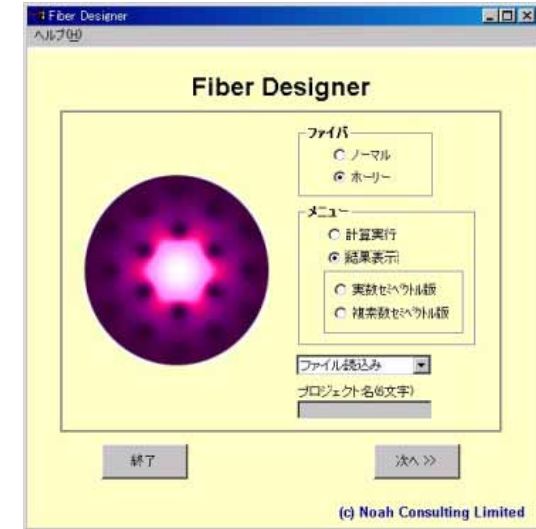 Fiber Designer
ヘルプ(H)
Fiber Designer
ファイバ
ノーマル
ホーリー
メニュー
計算実行
結果表示
実数セミベクトル版
複素数セミベクトル版
ファイル読込み
プロジェクト名(6文字)
終了
次へ >>
(c) Noah Consulting Limited